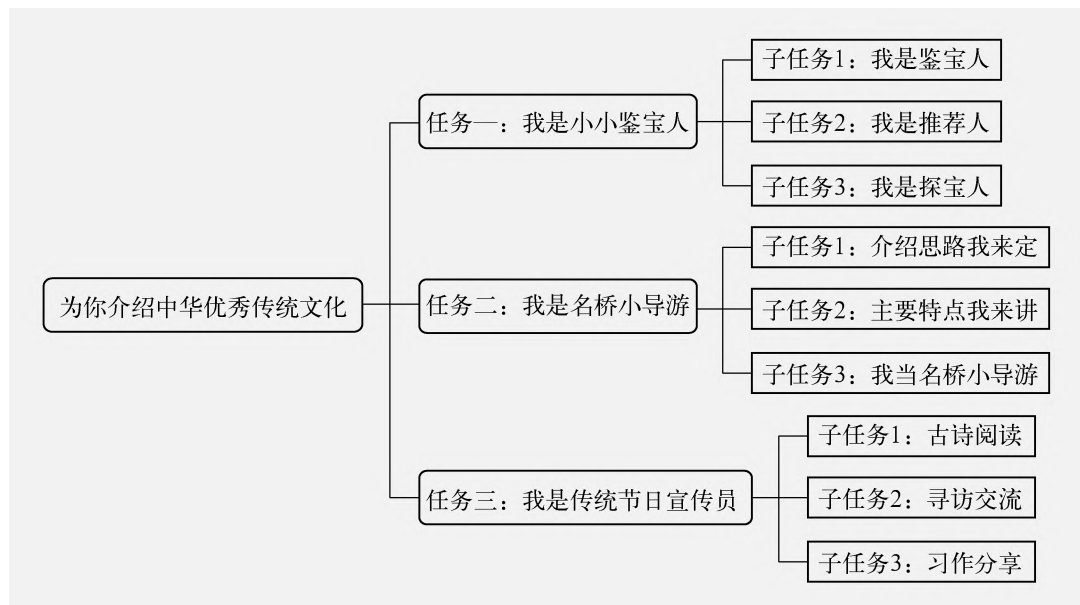 为你介绍中华优秀传统文化
任务一：我是小小鉴宝人
子任务1：我是鉴宝人
子任务2：我是推荐人
子任务3：我是探宝人
任务二：我是名桥小导游
子任务1：介绍思路我来定
子任务2：主要特点我来讲
子任务3：我当名桥小导游
任务三：我是传统节日宣传员
子任务1：古诗阅读
子任务2：寻访交流
子任务3：习作分享